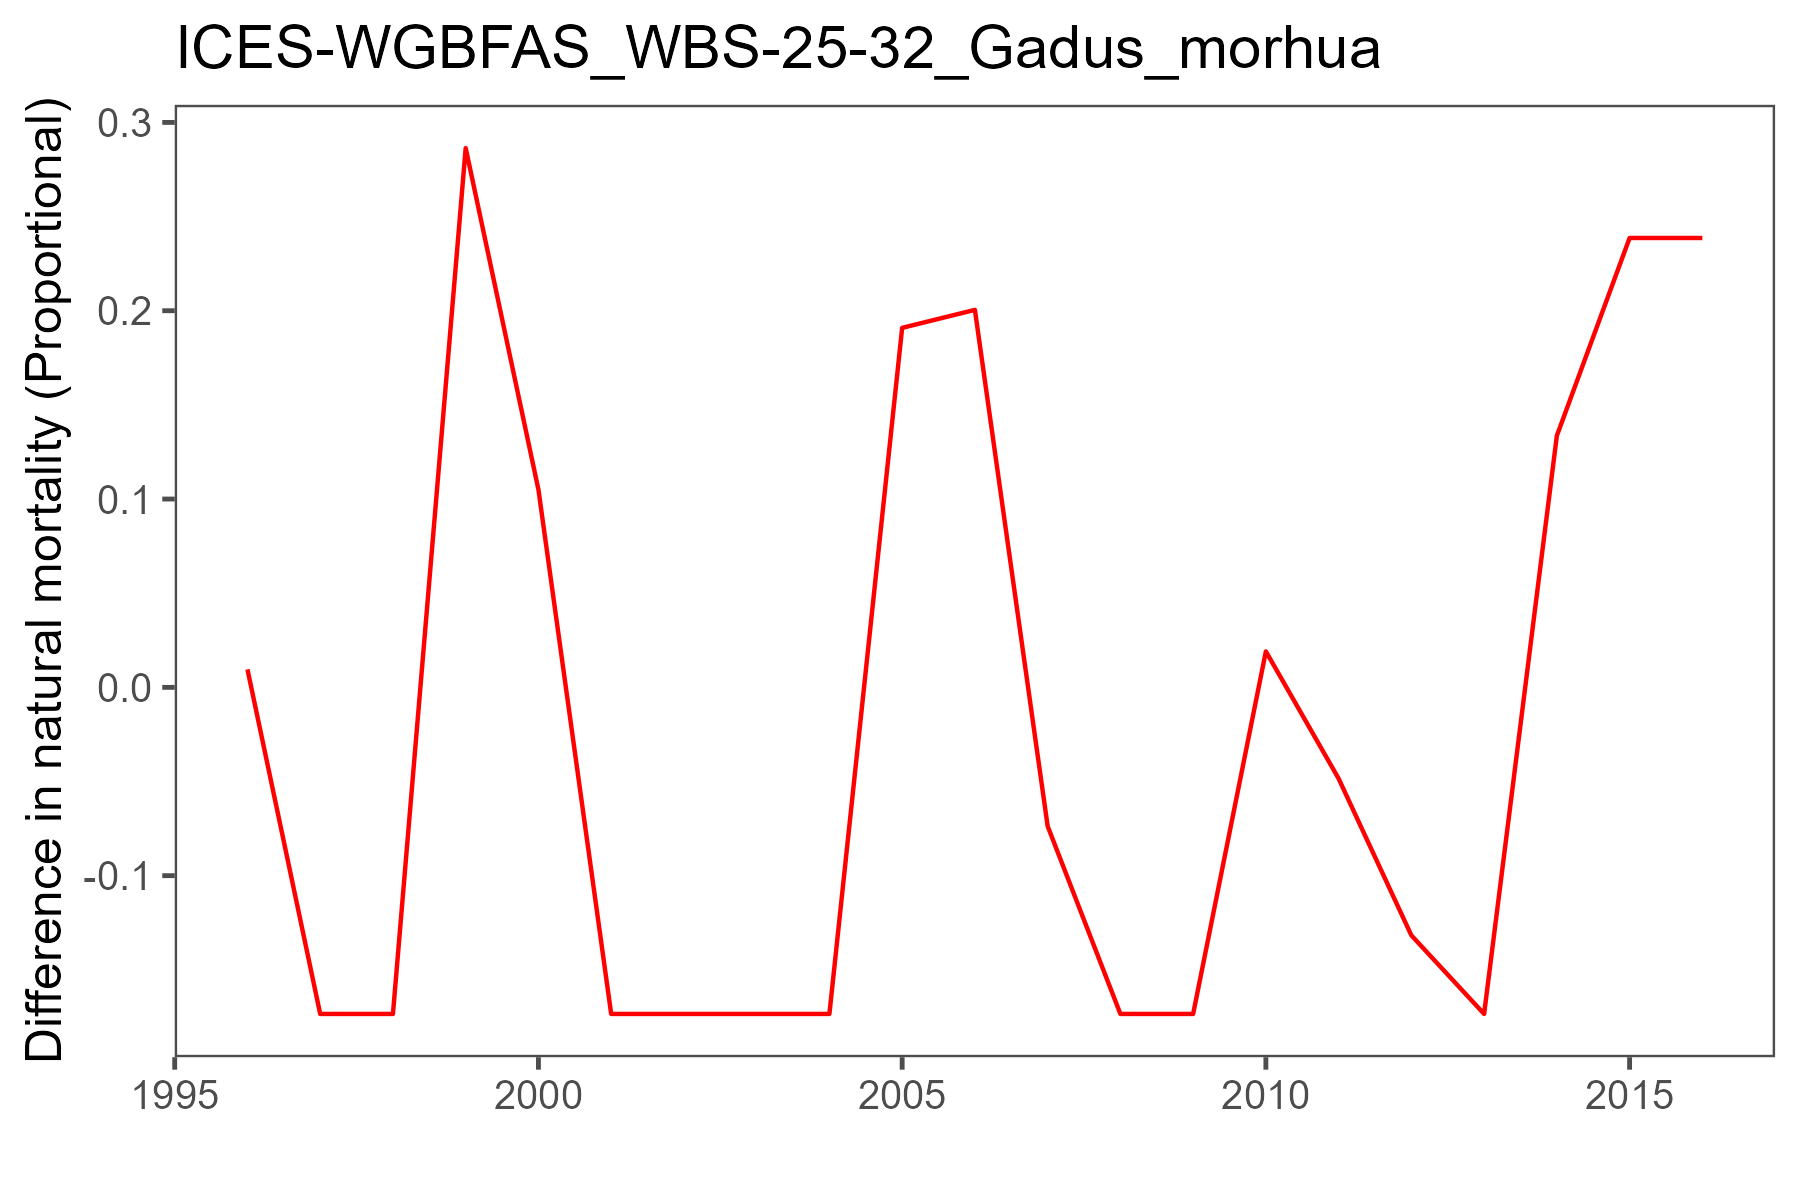 ICES-WGBFAS_WBS-25-32_Gadus_morhua
Difference in natural mortality (Proportional)
0.3
0.2
0.1
0.0
-0.1
1995 2000 2005 2010 2015